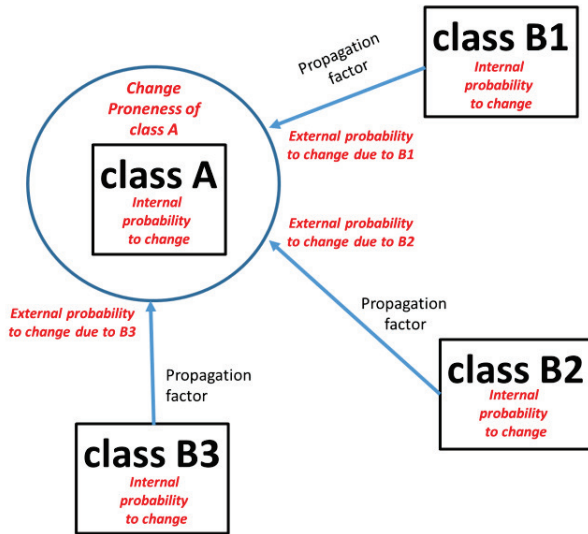 class B1
Internal
probability
to change
Propagation
factor
Change
Proneness of
class A
External probability
to change due to B1
class A
Internal
probability
to change
External probability
to change due to B2
External probability
to change due to B3
Propagation
factor
class B2
Internal
probability
to change
Propagation
factor
class B3
Internal
probability
to change